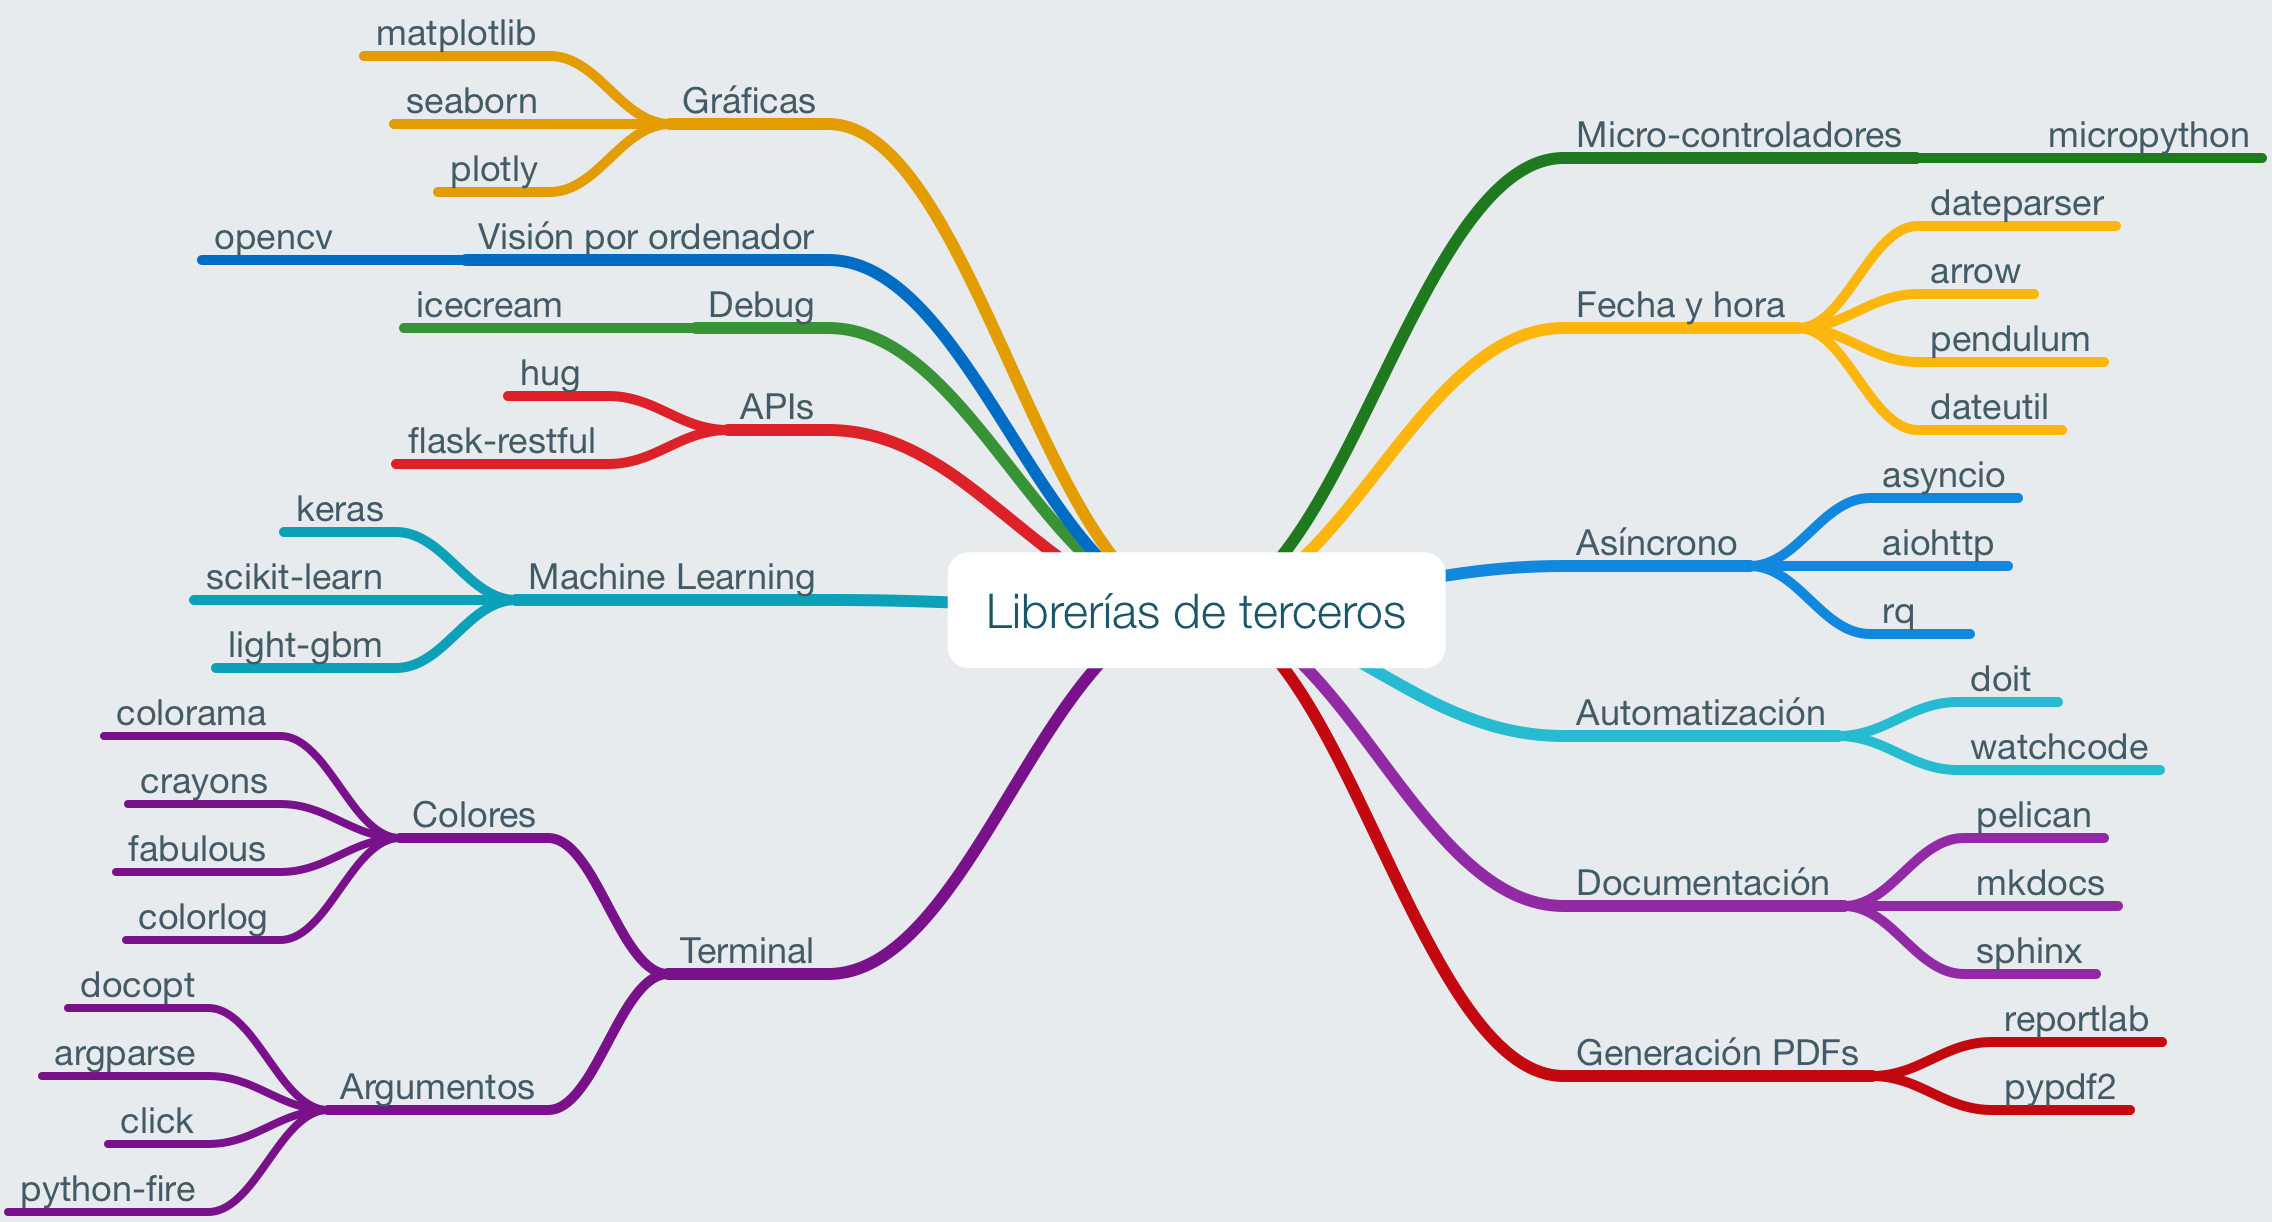 Librerías de terceros
Gráficas
matplotlib
seaborn
plotly
Visión por ordenador
opencv
Debug
icecream
APIs
hug
flask-restful
Machine Learning
keras
scikit-learn
light-gbm
Terminal
Colores
colorama
crayons
fabulous
colorlog
Argumentos
docopt
argparse
click
python-fire
Micro-controladores
micropython
Fecha y hora
dateparser
arrow
pendulum
dateutil
Asíncrono
asyncio
aiohttp
rq
Automatización
doit
watchcode
Documentación
pelican
mkdocs
sphinx
Generación PDFs
reportlab
pypdf2